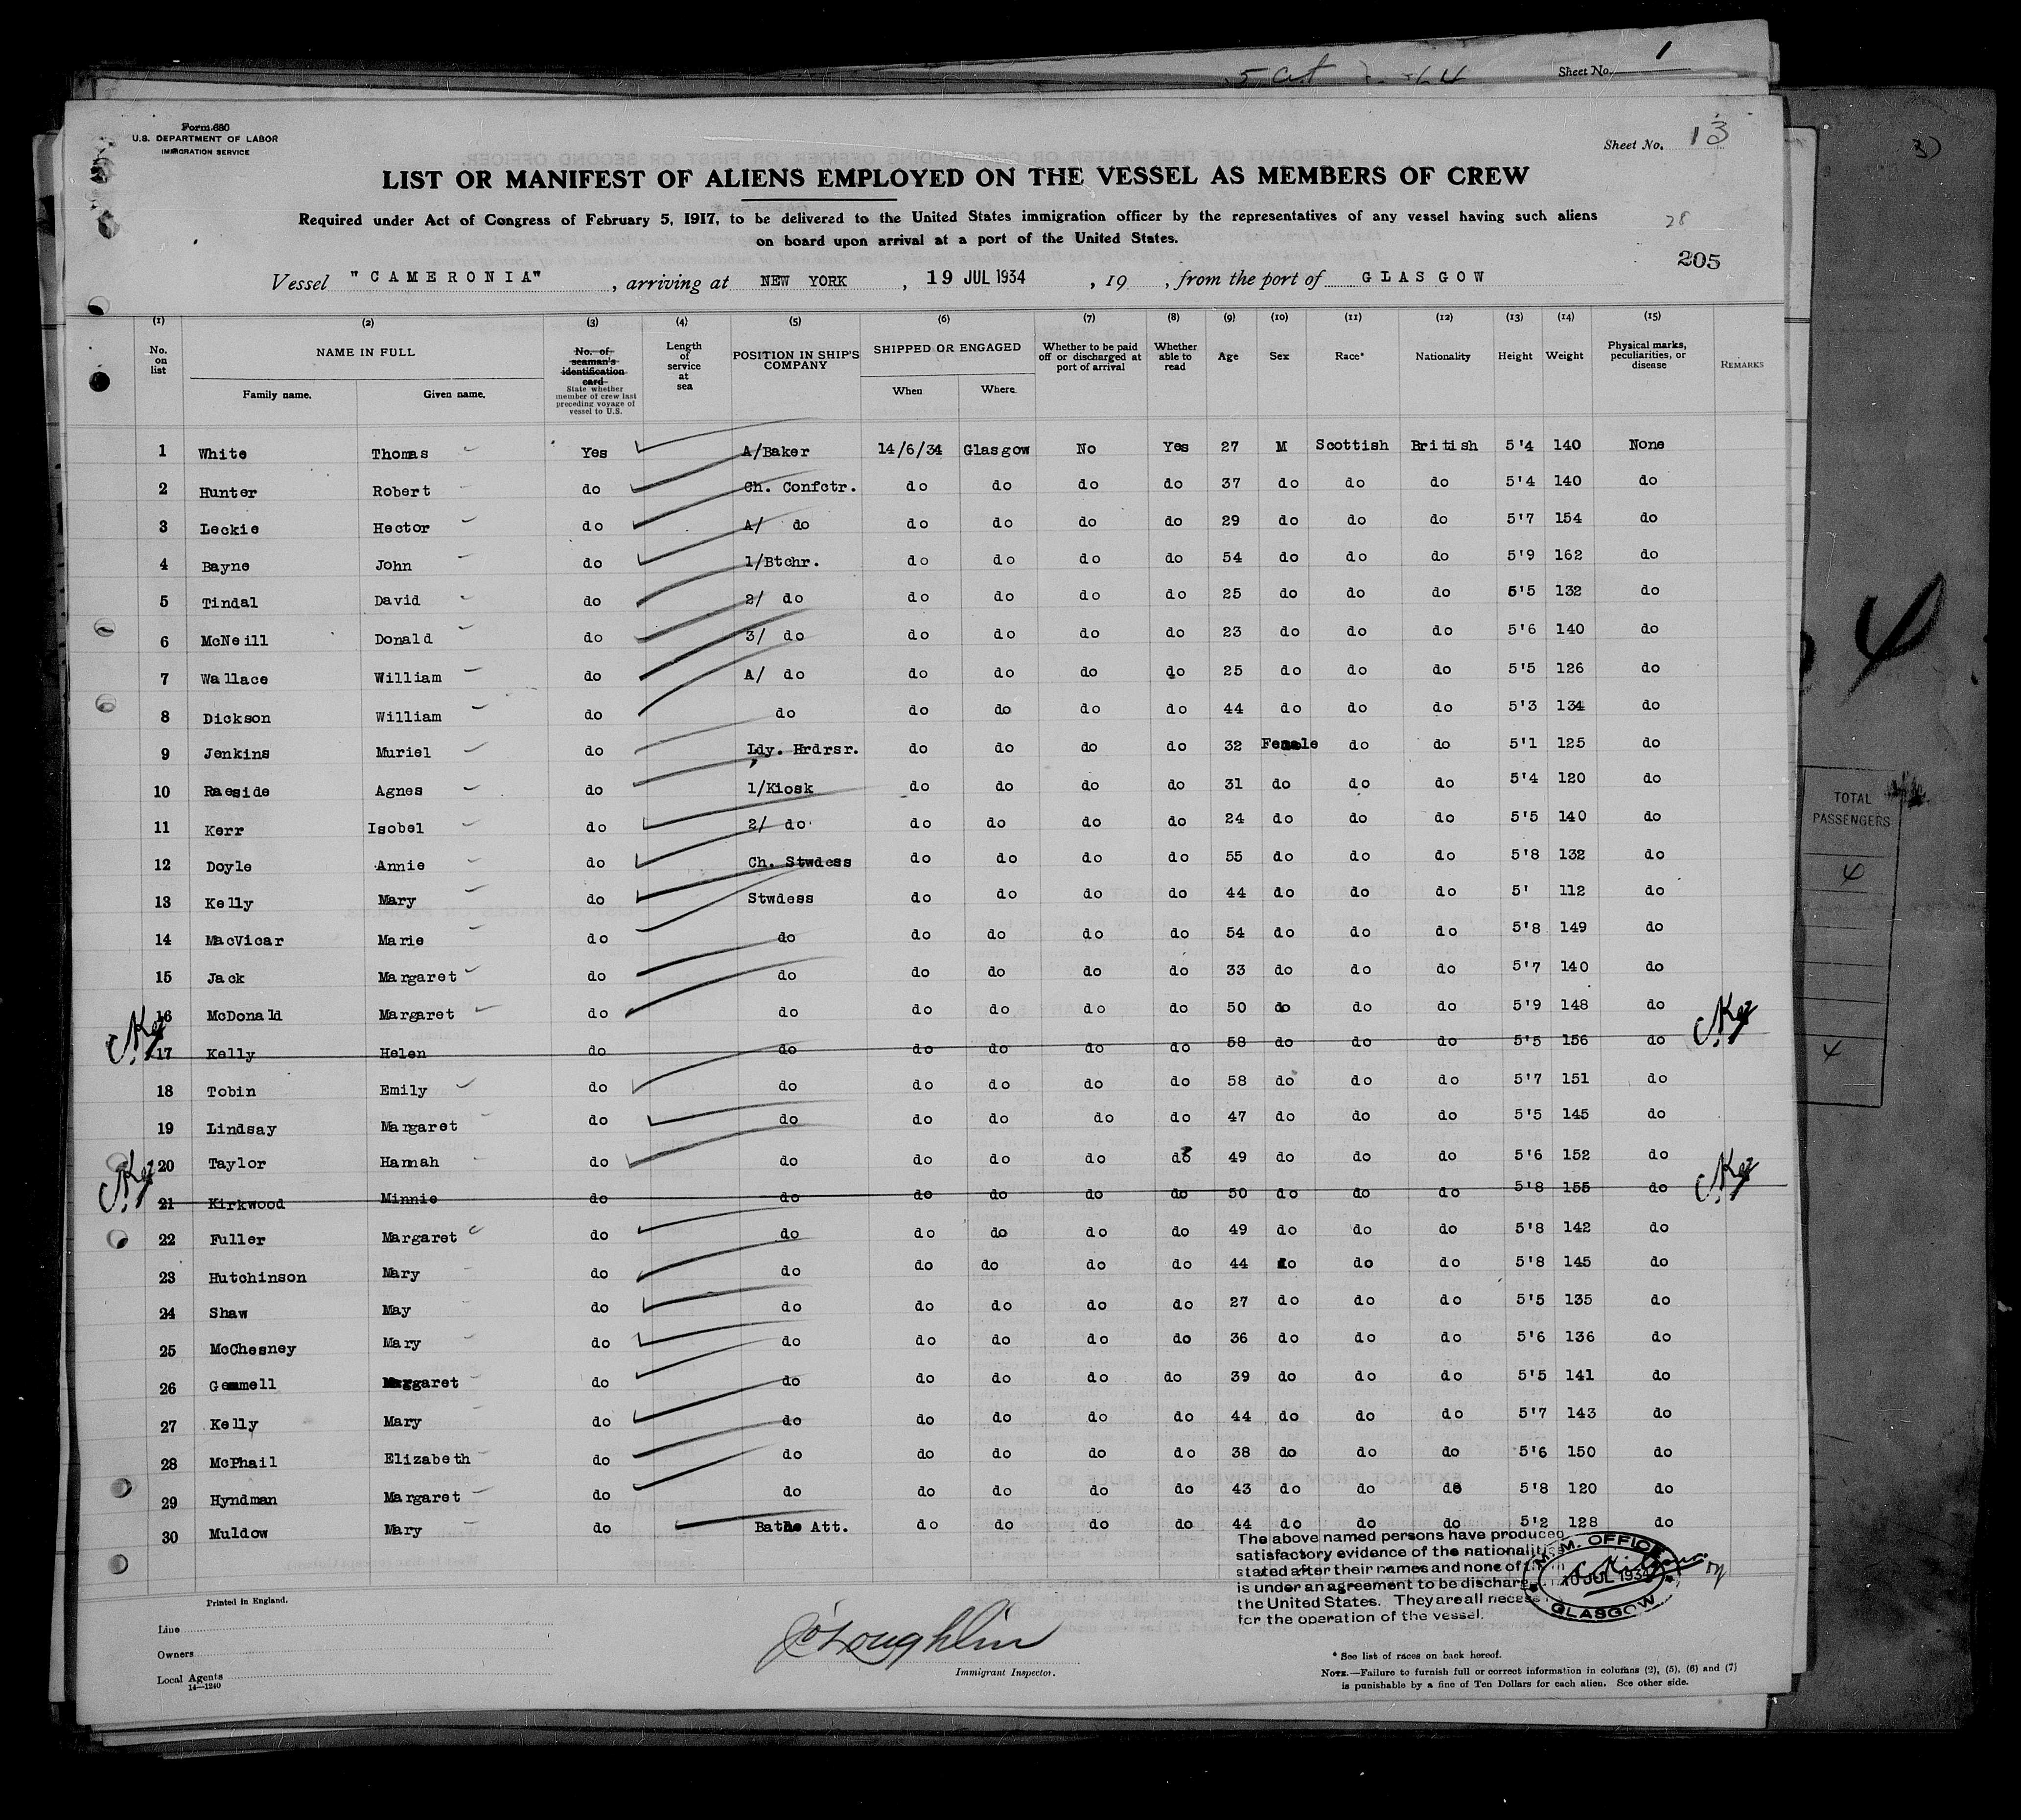 1
Sheet No.
Form 680
U.S. DEPARTMENT OF LABOR
IMMIGRATION SERVICE
Sheet No. 13
LIST OR MANIFEST OF ALIENS EMPLOYED ON THE VESSEL AS MEMBERS OF CREW
Required under Act of Congress of February 5, 1917, to be delivered to the United States immigration officer by the representatives of any vessel having such aliens
on board upon arrival at a port of the United States.
28
205
Vessel "CAMERONIA", arriving at NEW YORK, 19 JUL 1934, 19 , from the port of GLASGOW
(1) (2) (3) (4) (5) (6) (7) (8) (9) (10) (11) (12) (13) (14) (15)
No. on list NAME IN FULL Family name. Given name. No. of seaman's identification card State whether member of crew last preceding voyage of vessel to U.S. Length of service at sea POSITION IN SHIP'S COMPANY SHIPPED OR ENGAGED When Where Whether to be paid off or discharged at port of arrival Whether able to read Age Sex Race* Nationality Height Weight Physical marks, peculiarities, or disease REMARKS
1 White Thomas Yes A/Baker 14/6/34 Glasgow No Yes 27 M Scottish British 5'4 140 None
2 Hunter Robert do Ch. Confctr. do do do do 37 do do do 5'4 140 do
3 Leckie Hector do A/ do do do do do 29 do do do 5'7 154 do
4 Bayne John do 1/Btchr. do do do do 54 do do do 5'9 162 do
5 Tindal David do 2/ do do do do do 25 do do do 5'5 132 do
6 McNeill Donald do 3/ do do do do do 23 do do do 5'6 140 do
7 Wallace William do A/ do do do do do 25 do do do 5'5 126 do
8 Dickson William do do do do do do 44 do do do 5'3 134 do
9 Jenkins Muriel do Ldy. Hrdrsr. do do do do 32 Female do do 5'1 125 do
10 Raeside Agnes do 1/Kiosk do do do do 31 do do do 5'4 120 do
11 Kerr Isobel do 2/ do do do do do 24 do do do 5'5 140 do
12 Doyle Annie do Ch. Stwdess do do do do 55 do do do 5'8 132 do
13 Kelly Mary do Stwdess do do do do 44 do do do 5' 112 do
14 MacVicar Marie do do do do do do 54 do do do 5'8 149 do
15 Jack Margaret do do do do do do 33 do do do 5'7 140 do
16 McDonald Margaret do do do do do do 50 do do do 5'9 148 do
17 Kelly Helen do do do do do do 58 do do do 5'5 156 do
18 Tobin Emily do do do do do do 58 do do do 5'7 151 do
19 Lindsay Margaret do do do do do do 47 do do do 5'5 145 do
20 Taylor Hannah do do do do do do 49 do do do 5'6 152 do
21 Kirkwood Minnie do do do do do do 50 do do do 5'8 155 do
22 Fuller Margaret do do do do do do 49 do do do 5'8 142 do
23 Hutchinson Mary do do do do do do 44 do do do 5'8 145 do
24 Shaw May do do do do do do 27 do do do 5'5 135 do
25 McChesney Mary do do do do do do 36 do do do 5'6 136 do
26 Gemmell Margaret do do do do do do 39 do do do 5'5 141 do
27 Kelly Mary do do do do do do 44 do do do 5'7 143 do
28 McPhail Elizabeth do do do do do do 38 do do do 5'6 150 do
29 Hyndman Margaret do do do do do do 43 do do do 5'8 120 do
30 Muldow Mary do Bath Att. do do do do 44 do do do 5'2 128 do
The above named persons have produced
satisfactory evidence of the nationalities
stated after their names and none of them
is under an agreement to be discharged
the United States. They are all necess
for the operation of the vessel.
M.M. OFFICE
10 JUL 1934
GLASGOW
Printed in England.
Line
Owners
Local Agents
14—1240
J O'Loughlin
Immigrant Inspector.
* See list of races on back hereof.
NOTE.—Failure to furnish full or correct information in columns (2), (5), (6) and (7)
is punishable by a fine of Ten Dollars for each alien. See other side.
4
TOTAL
PASSENGERS
4
4